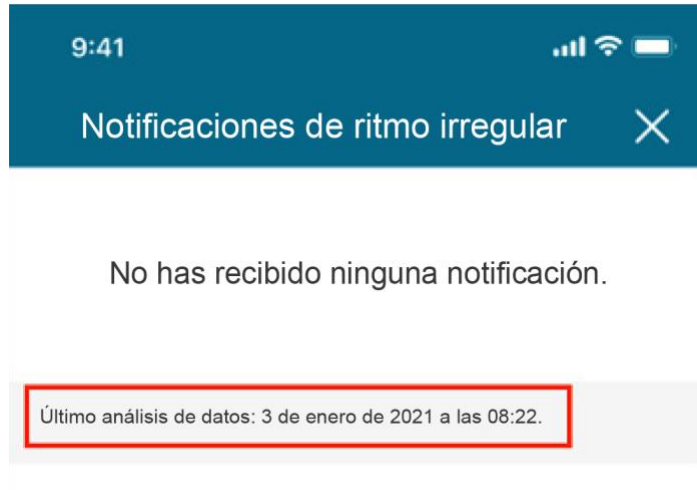 9:41
Notificaciones de ritmo irregular
No has recibido ninguna notificación.
Último análisis de datos: 3 de enero de 2021 a las 08:22.